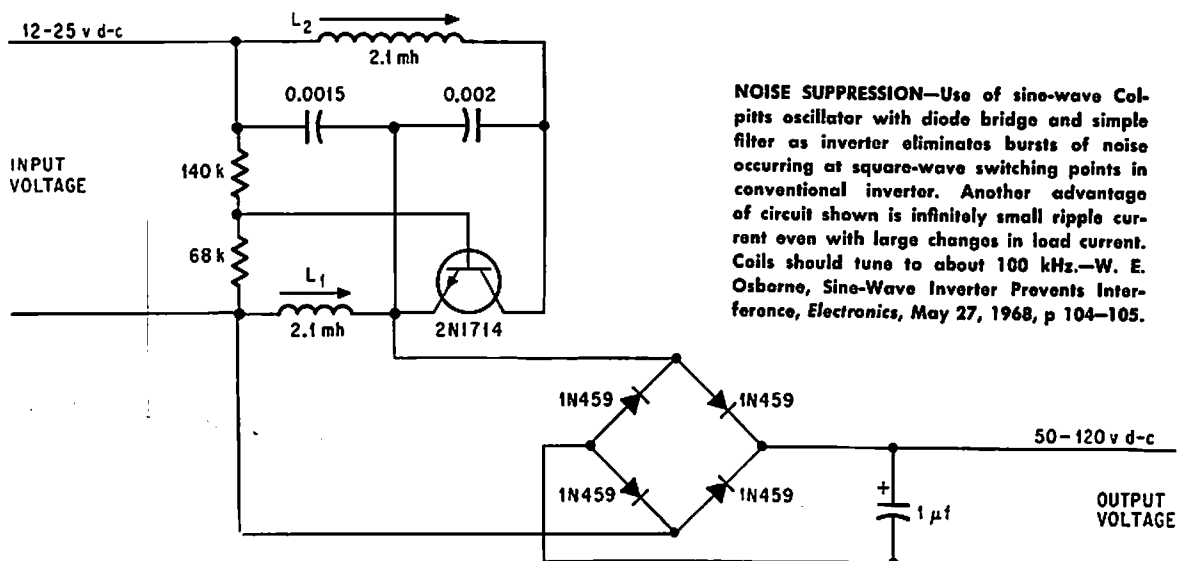 12-25 v d-c
L2
2.1 mh
0.0015
0.002
INPUT
VOLTAGE
140 k
68 k
L1
2.1 mh
2N1714
NOISE SUPPRESSION—Use of sine-wave Col-
pitts oscillator with diode bridge and simple
filter as inverter eliminates bursts of noise
occurring at square-wave switching points in
conventional inverter. Another advantage
of circuit shown is infinitely small ripple cur-
rent even with large changes in load current.
Coils should tune to about 100 kHz.—W. E.
Osborne, Sine-Wave Inverter Prevents Inter-
ference, Electronics, May 27, 1968, p 104–105.
1N459
1N459
1N459
1N459
50-120 v d-c
+
1 μf
OUTPUT
VOLTAGE